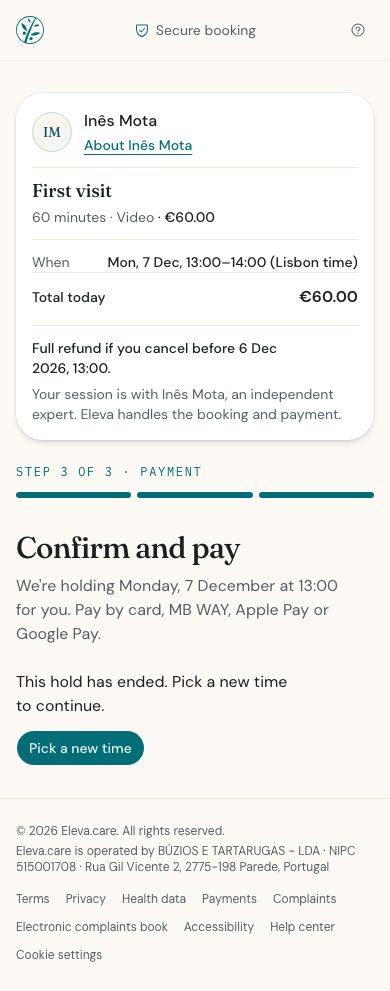 Secure booking
IM
Inês Mota
About Inês Mota
First visit
60 minutes · Video · €60.00
When
Mon, 7 Dec, 13:00–14:00 (Lisbon time)
Total today
€60.00
Full refund if you cancel before 6 Dec
2026, 13:00.
Your session is with Inês Mota, an independent
expert. Eleva handles the booking and payment.
STEP 3 OF 3 · PAYMENT
Confirm and pay
We're holding Monday, 7 December at 13:00
for you. Pay by card, MB WAY, Apple Pay or
Google Pay.
This hold has ended. Pick a new time
to continue.
Pick a new time
© 2026 Eleva.care. All rights reserved.
Eleva.care is operated by BÚZIOS E TARTARUGAS - LDA · NIPC
515001708 · Rua Gil Vicente 2, 2775-198 Parede, Portugal
Terms Privacy Health data Payments Complaints
Electronic complaints book Accessibility Help center
Cookie settings